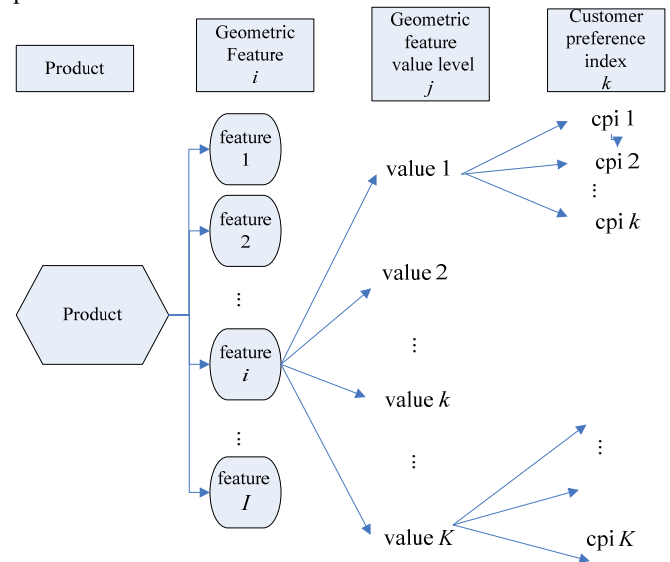 Product
Geometric
Feature
i
Geometric
feature
value level
j
Customer
preference
index
k
feature
1
feature
2
⋮
feature
i
⋮
feature
I
Product
value 1
value 2
⋮
value k
⋮
value K
cpi 1
cpi 2
⋮
cpi k
⋮
cpi K